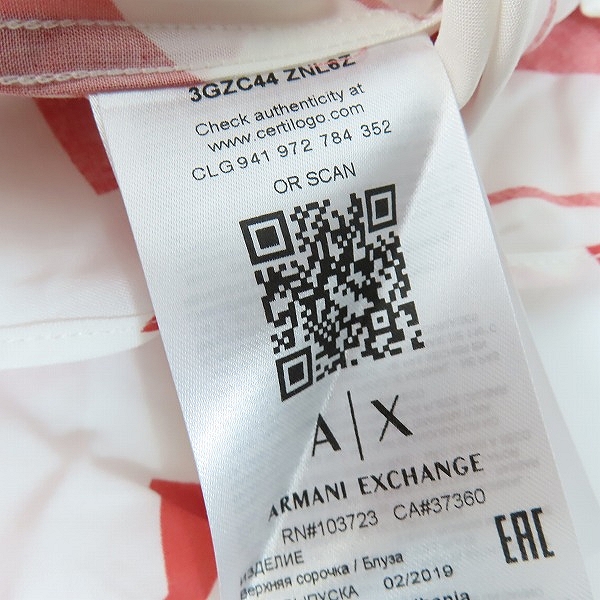 3GZC44 ZNL6Z
Check authenticity at
www.certilogo.com
CLG 941 972 784 352
OR SCAN
A|X
ARMANI EXCHANGE
RN#103723 CA#37360
ИЗДЕЛИЕ
Верхняя сорочка / Блуза
02/2019
EAC